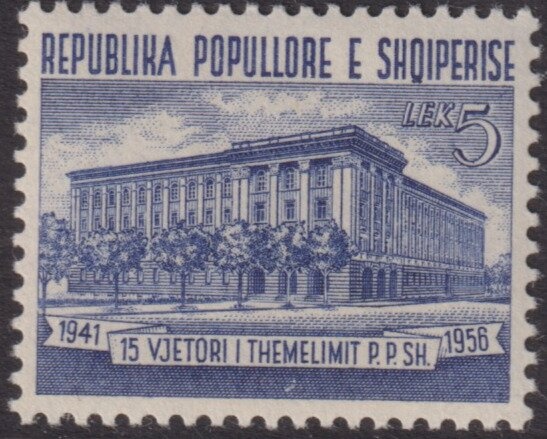 REPUBLIKA POPULLORE E SHQIPERISE
LEK 5
1941 15 VJETORI I THEMELIMIT P.P.SH. 1956